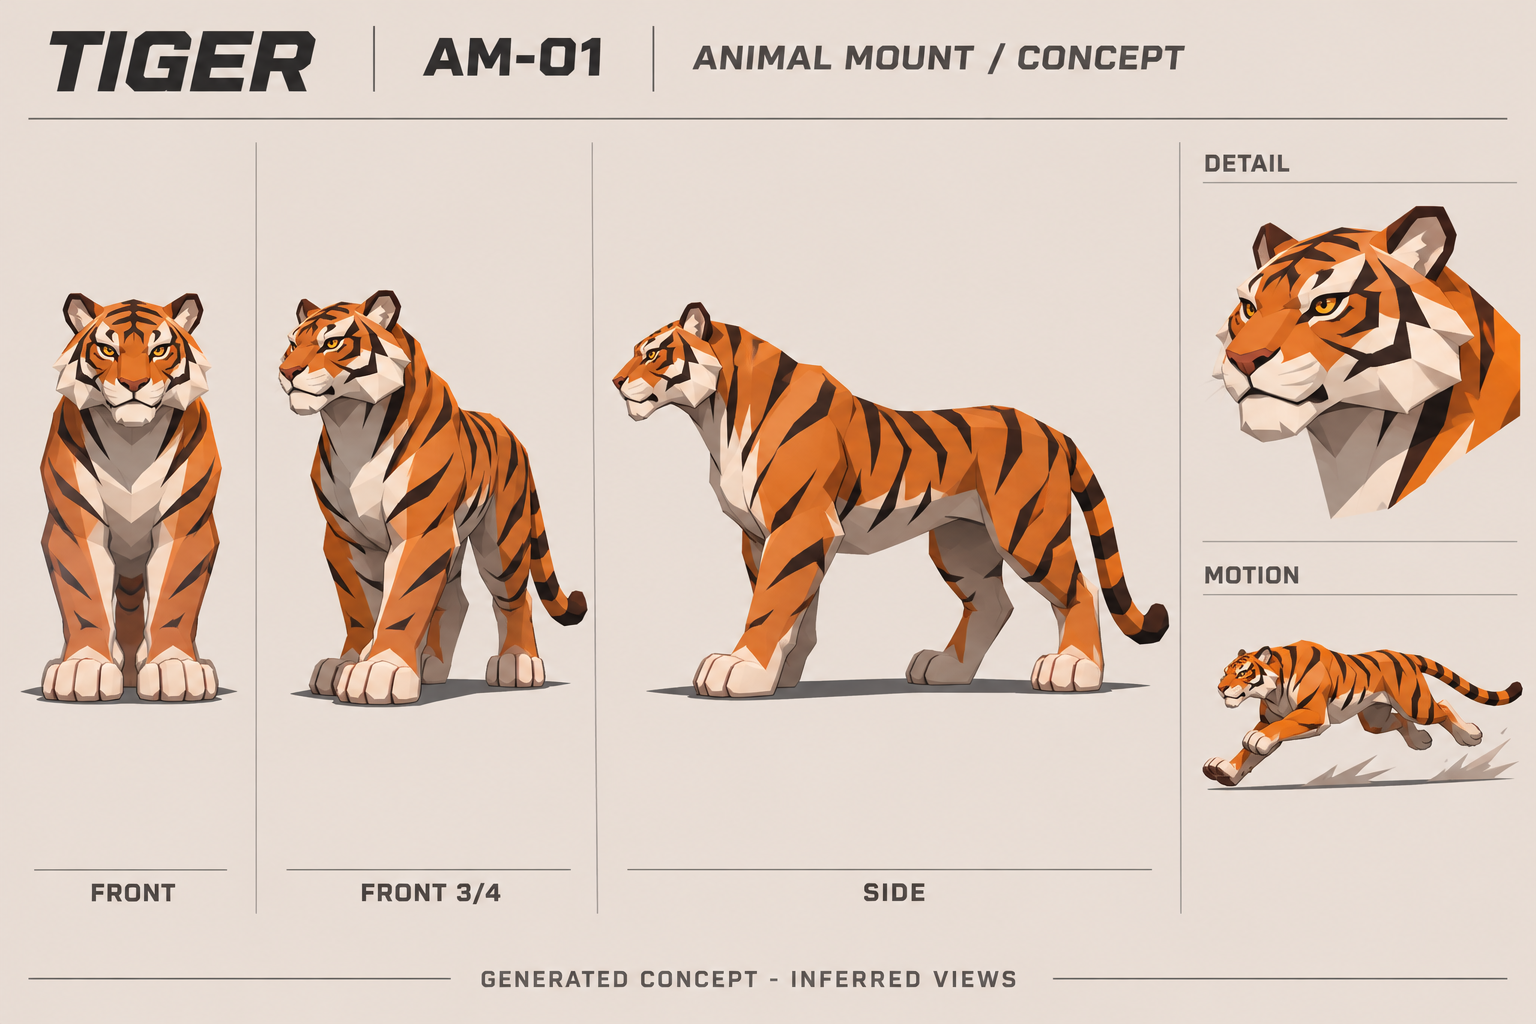 TIGER
AM-01
ANIMAL MOUNT / CONCEPT
FRONT
FRONT 3/4
SIDE
DETAIL
MOTION
GENERATED CONCEPT - INFERRED VIEWS